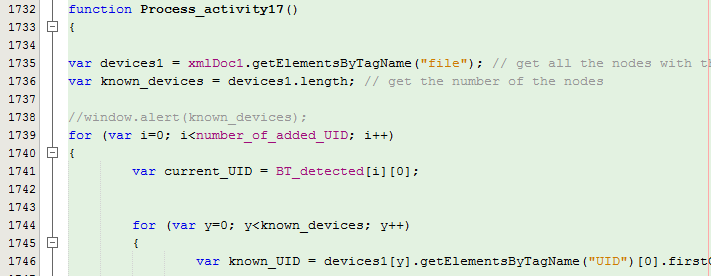 1732 function Process_activity17()
1733 {
1734
1735 var devices1 = xmlDoc1.getElementsByTagName("file"); // get all the nodes with th
1736 var known_devices = devices1.length; // get the number of the nodes
1737
1738 //window.alert(known_devices);
1739 for (var i=0; i<number_of_added_UID; i++)
1740 {
1741 var current_UID = BT_detected[i][0];
1742
1743
1744 for (var y=0; y<known_devices; y++)
1745 {
1746 var known_UID = devices1[y].getElementsByTagName("UID")[0].first